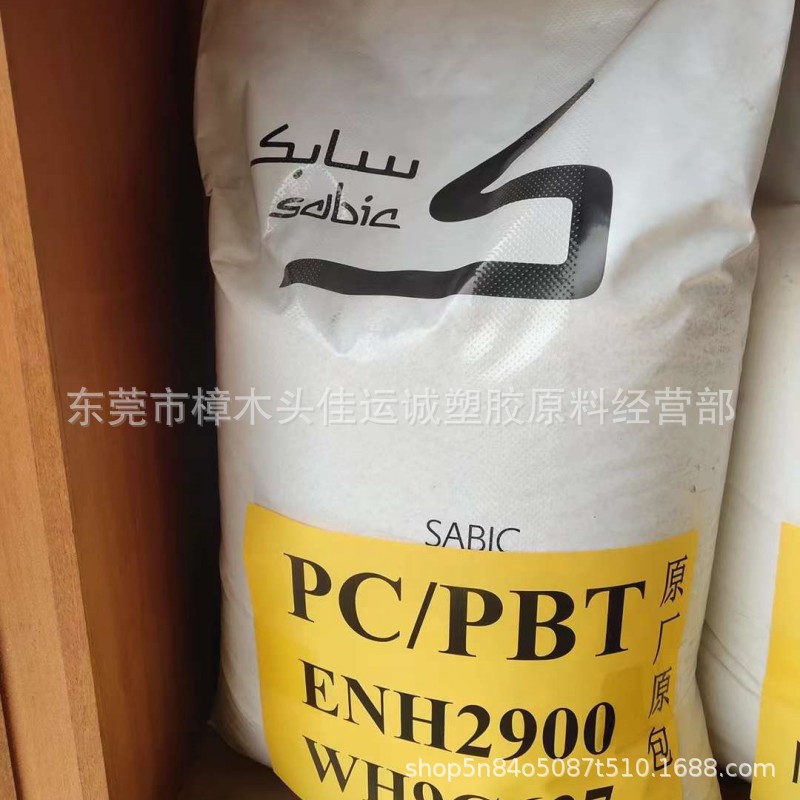 سابك
sabic
东莞市樟木头佳运诚塑胶原料经营部
SABIC
PC/PBT
原厂原包
ENH2900
shop5n84o5087t510.1688.com